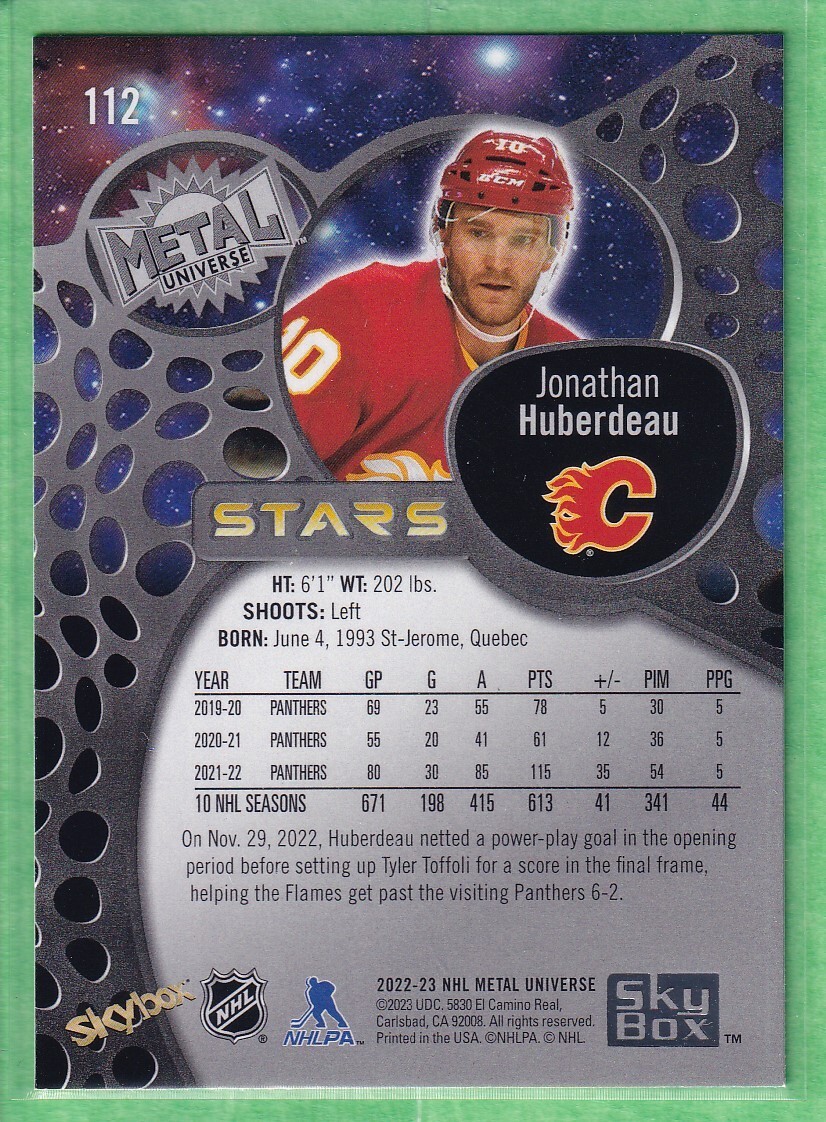 112
METAL
UNIVERSE™
10
CCM
10
Jonathan
Huberdeau
C
®
STARS
HT: 6'1" WT: 202 lbs.
SHOOTS: Left
BORN: June 4, 1993 St-Jerome, Quebec
YEAR TEAM GP G A PTS +/- PIM PPG
2019-20 PANTHERS 69 23 55 78 5 30 5
2020-21 PANTHERS 55 20 41 61 12 36 5
2021-22 PANTHERS 80 30 85 115 35 54 5
10 NHL SEASONS 671 198 415 613 41 341 44
On Nov. 29, 2022, Huberdeau netted a power-play goal in the opening
period before setting up Tyler Toffoli for a score in the final frame,
helping the Flames get past the visiting Panthers 6-2.
skybox®
NHL®
NHLPA™
2022-23 NHL METAL UNIVERSE
©2023 UDC. 5830 El Camino Real,
Carlsbad, CA 92008. All rights reserved.
Printed in the USA. ©NHLPA. © NHL.
Sky
Box™